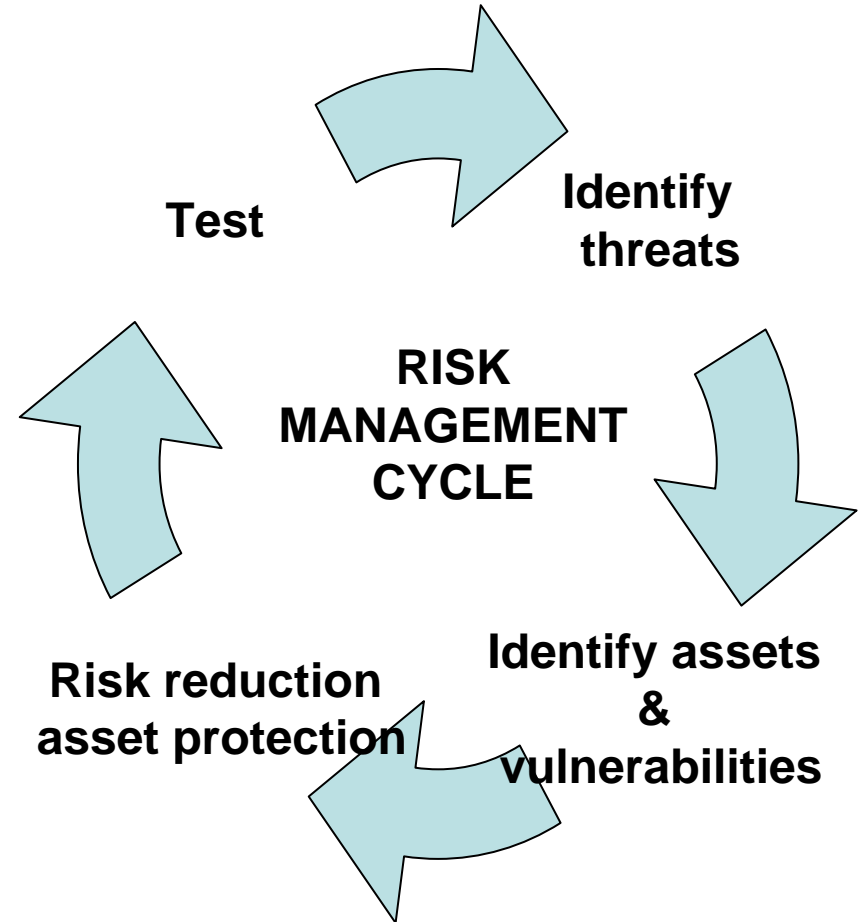 Test
Identify
threats
RISK
MANAGEMENT
CYCLE
Risk reduction
asset protection
Identify assets
&
vulnerabilities